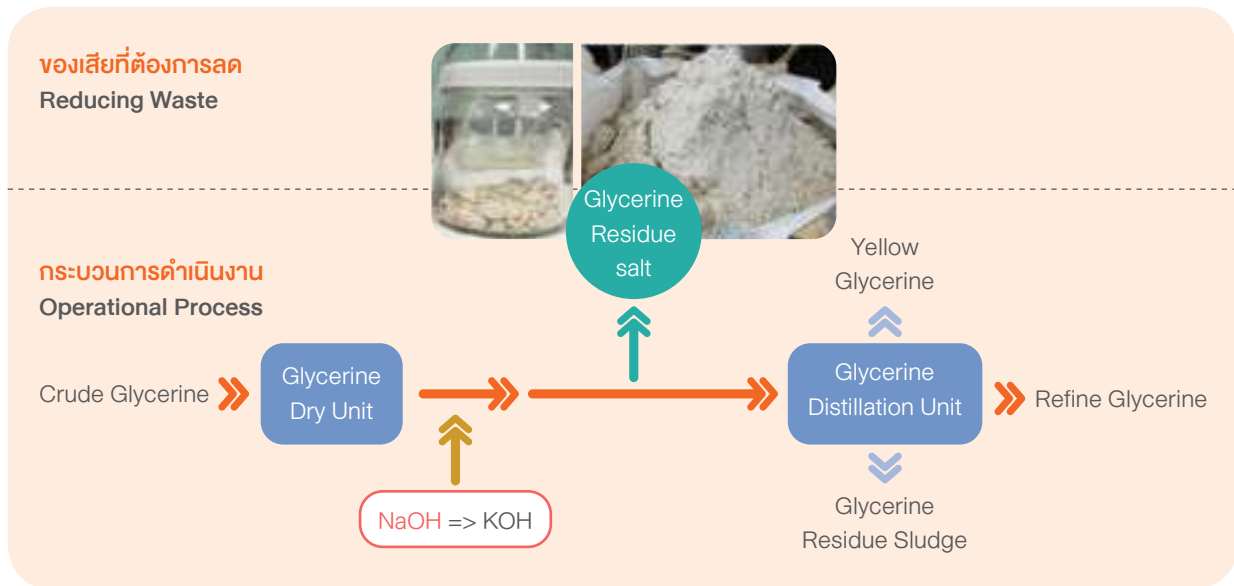 ของเสียที่ต้องการลด
Reducing Waste
Glycerine
Residue
salt
กระบวนการดำเนินงาน
Operational Process
Yellow
Glycerine
Crude Glycerine
Glycerine
Dry Unit
Glycerine
Distillation Unit
Refine Glycerine
NaOH => KOH
Glycerine
Residue Sludge